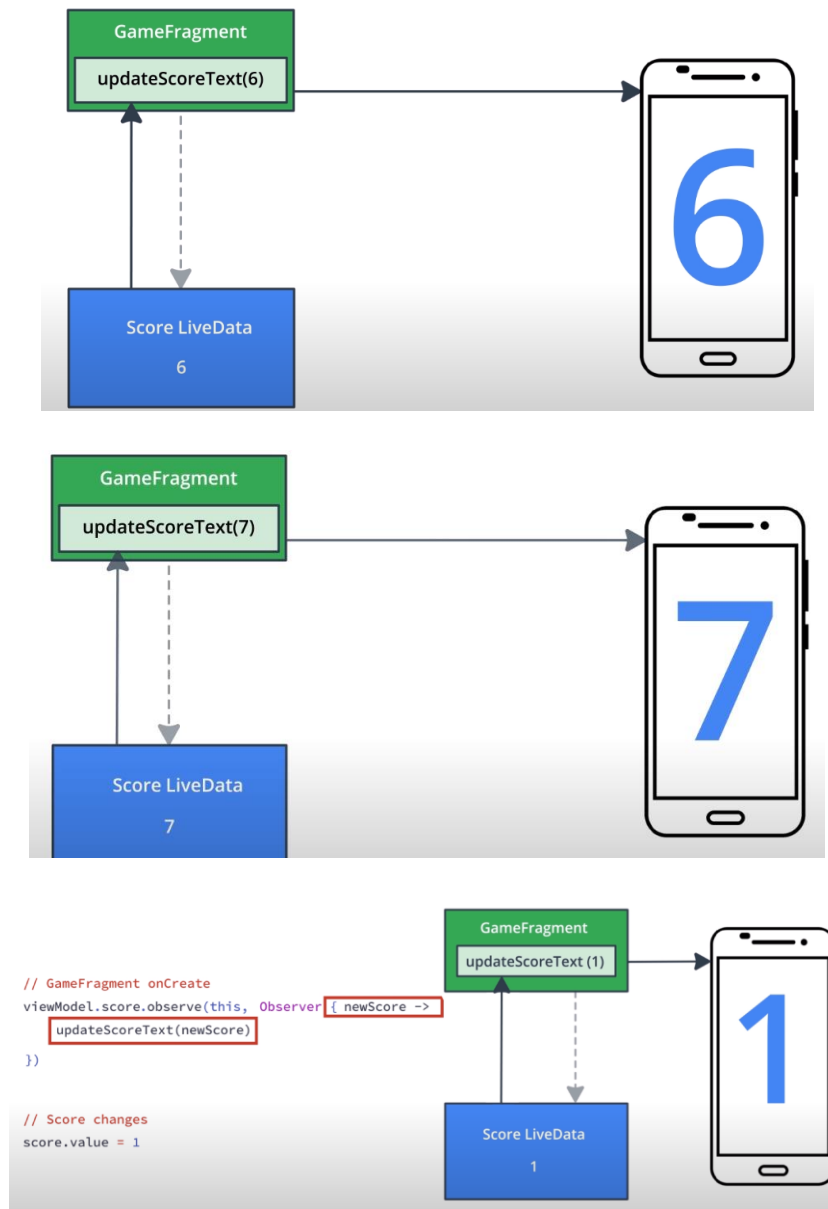 GameFragment
updateScoreText(6)
6
Score LiveData
6
GameFragment
updateScoreText(7)
7
Score LiveData
7
// GameFragment onCreate
viewModel.score.observe(this, Observer { newScore ->
updateScoreText(newScore)
})
// Score changes
score.value = 1
GameFragment
updateScoreText (1)
1
Score LiveData
1